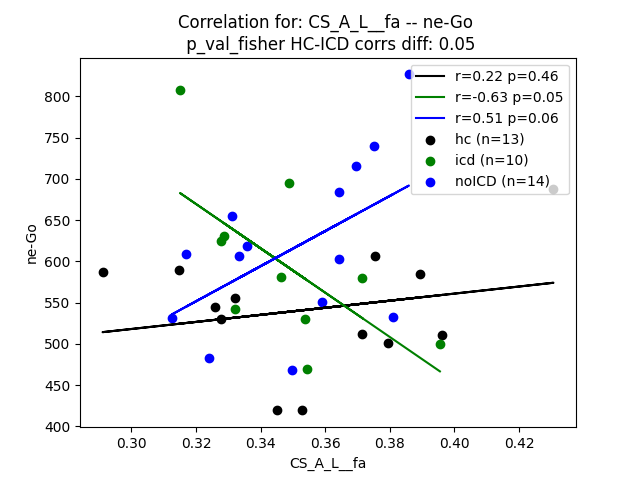 Correlation for: CS_A_L__fa -- ne-Go
p_val_fisher HC-ICD corrs diff: 0.05
r=0.22 p=0.46
r=-0.63 p=0.05
r=0.51 p=0.06
hc (n=13)
icd (n=10)
noICD (n=14)
ne-Go
800
750
700
650
600
550
500
450
400
0.30 0.32 0.34 0.36 0.38 0.40 0.42
CS_A_L__fa